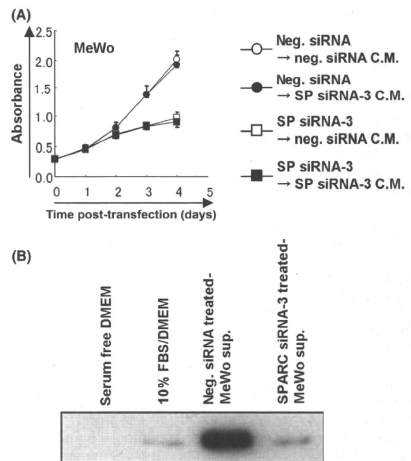 (A)
MeWo
Absorbance
2.5
2.0
1.5
1.0
0.5
0.0
0 1 2 3 4 5
Time post-transfection (days)
Neg. siRNA
→ neg. siRNA C.M.
Neg. siRNA
→ SP siRNA-3 C.M.
SP siRNA-3
→ neg. siRNA C.M.
SP siRNA-3
→ SP siRNA-3 C.M.
(B)
Serum free DMEM
10% FBS/DMEM
Neg. siRNA treated-
MeWo sup.
SPARC siRNA-3 treated-
MeWo sup.